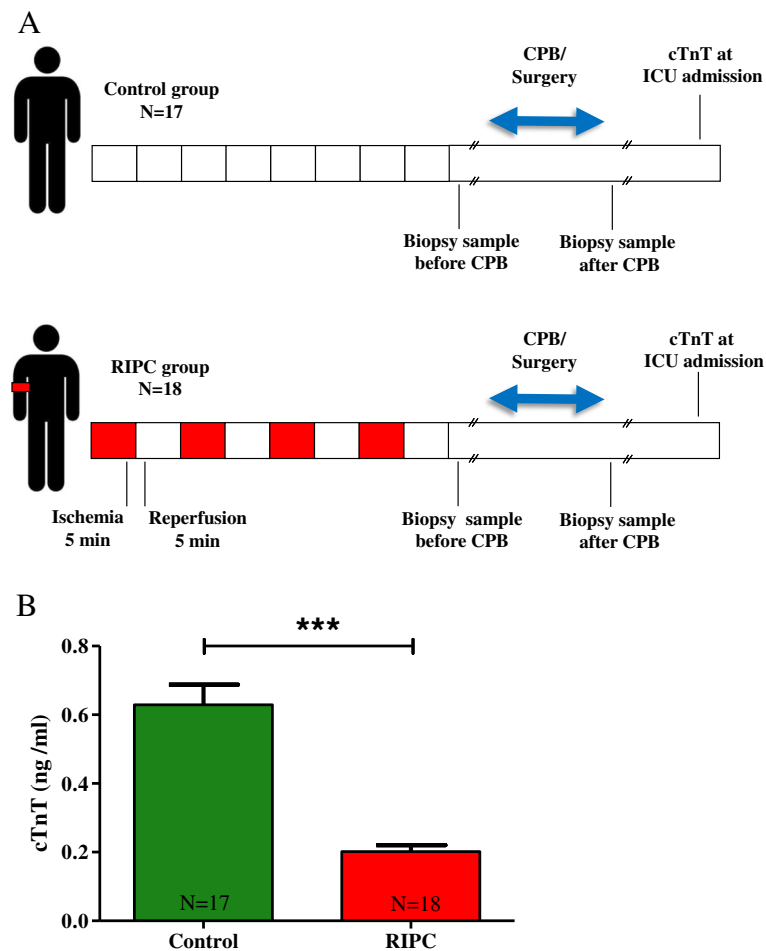 A
Control group
N=17
CPB/
Surgery
cTnT at
ICU admission
Biopsy sample
before CPB
Biopsy sample
after CPB
RIPC group
N=18
CPB/
Surgery
cTnT at
ICU admission
Ischemia
5 min
Reperfusion
5 min
Biopsy sample
before CPB
Biopsy sample
after CPB
B
***
0.8
0.6
0.4
0.2
0.0
cTnT (ng /ml)
N=17
N=18
Control
RIPC